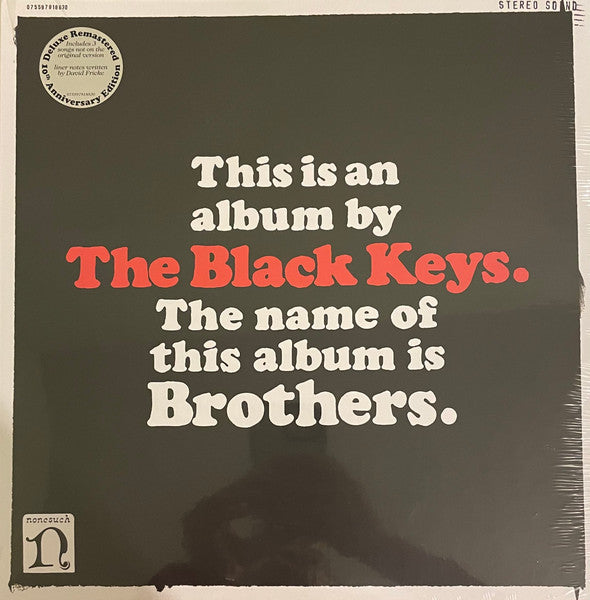 075597918830
STEREO SOUND
Deluxe Remastered
Includes 3
songs not on the
original version
liner notes written
by David Fricke
10th Anniversary Edition
This is an
album by
The Black Keys.
The name of
this album is
Brothers.
nonesuch
n